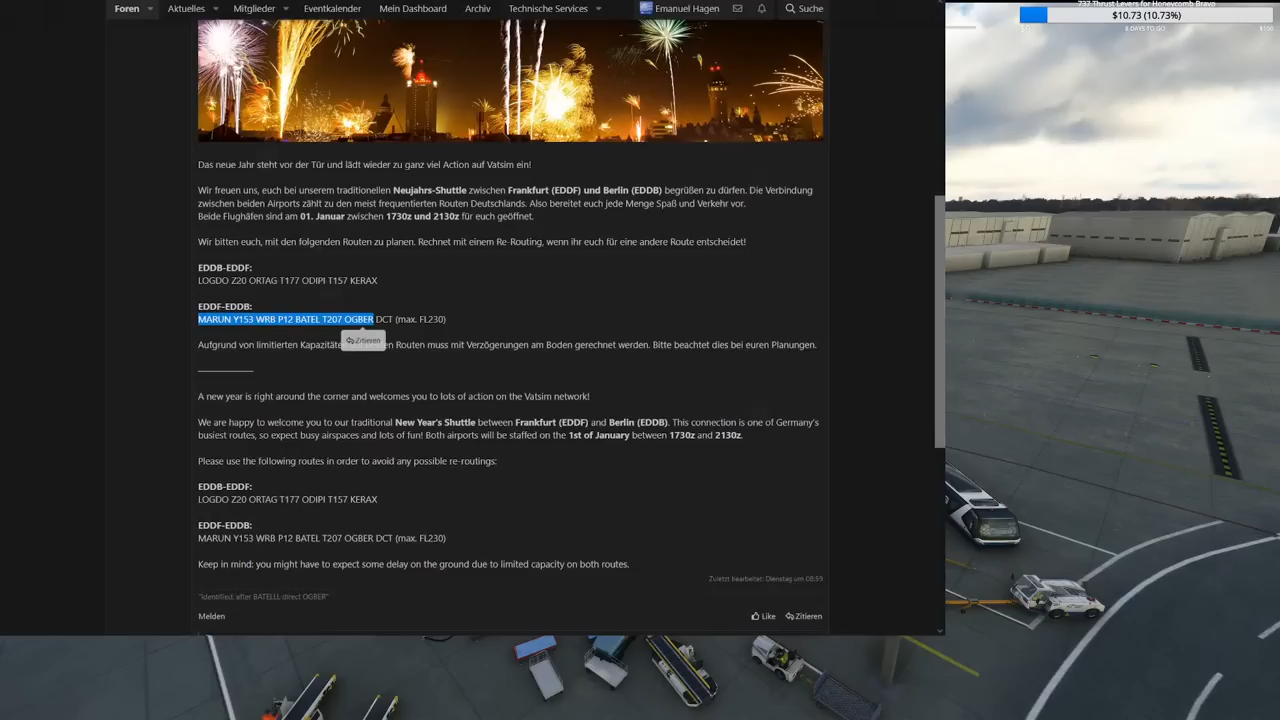 Foren Aktuelles Mitglieder Eventkalender Mein Dashboard Archiv Technische Services Emanuel Hagen Suche
737 Thrust Levers for Honeycomb Bravo
$10.73 (10.73%)
8 DAYS TO GO $100
Das neue Jahr steht vor der Tür und lädt wieder zu ganz viel Action auf Vatsim ein!
Wir freuen uns, euch bei unserem traditionellen Neujahrs-Shuttle zwischen Frankfurt (EDDF) und Berlin (EDDB) begrüßen zu dürfen. Die Verbindung
zwischen beiden Airports zählt zu den meist frequentierten Routen Deutschlands. Also bereitet euch jede Menge Spaß und Verkehr vor.
Beide Flughäfen sind am 01. Januar zwischen 1730z und 2130z für euch geöffnet.
Wir bitten euch, mit den folgenden Routen zu planen. Rechnet mit einem Re-Routing, wenn ihr euch für eine andere Route entscheidet!
EDDB-EDDF:
LOGDO Z20 ORTAG T177 ODIPI T157 KERAX
EDDF-EDDB:
MARUN Y153 WRB P12 BATEL T207 OGBER DCT (max. FL230)
Zitieren
Aufgrund von limitierten Kapazitäte en Routen muss mit Verzögerungen am Boden gerechnet werden. Bitte beachtet dies bei euren Planungen.
A new year is right around the corner and welcomes you to lots of action on the Vatsim network!
We are happy to welcome you to our traditional New Year's Shuttle between Frankfurt (EDDF) and Berlin (EDDB). This connection is one of Germany's
busiest routes, so expect busy airspaces and lots of fun! Both airports will be staffed on the 1st of January between 1730z and 2130z.
Please use the following routes in order to avoid any possible re-routings:
EDDB-EDDF:
LOGDO Z20 ORTAG T177 ODIPI T157 KERAX
EDDF-EDDB:
MARUN Y153 WRB P12 BATEL T207 OGBER DCT (max. FL230)
Keep in mind: you might have to expect some delay on the ground due to limited capacity on both routes.
Zuletzt bearbeitet: Dienstag um 08:59
"Identified, after BATELLL direct OGBER"
Melden Like Zitieren